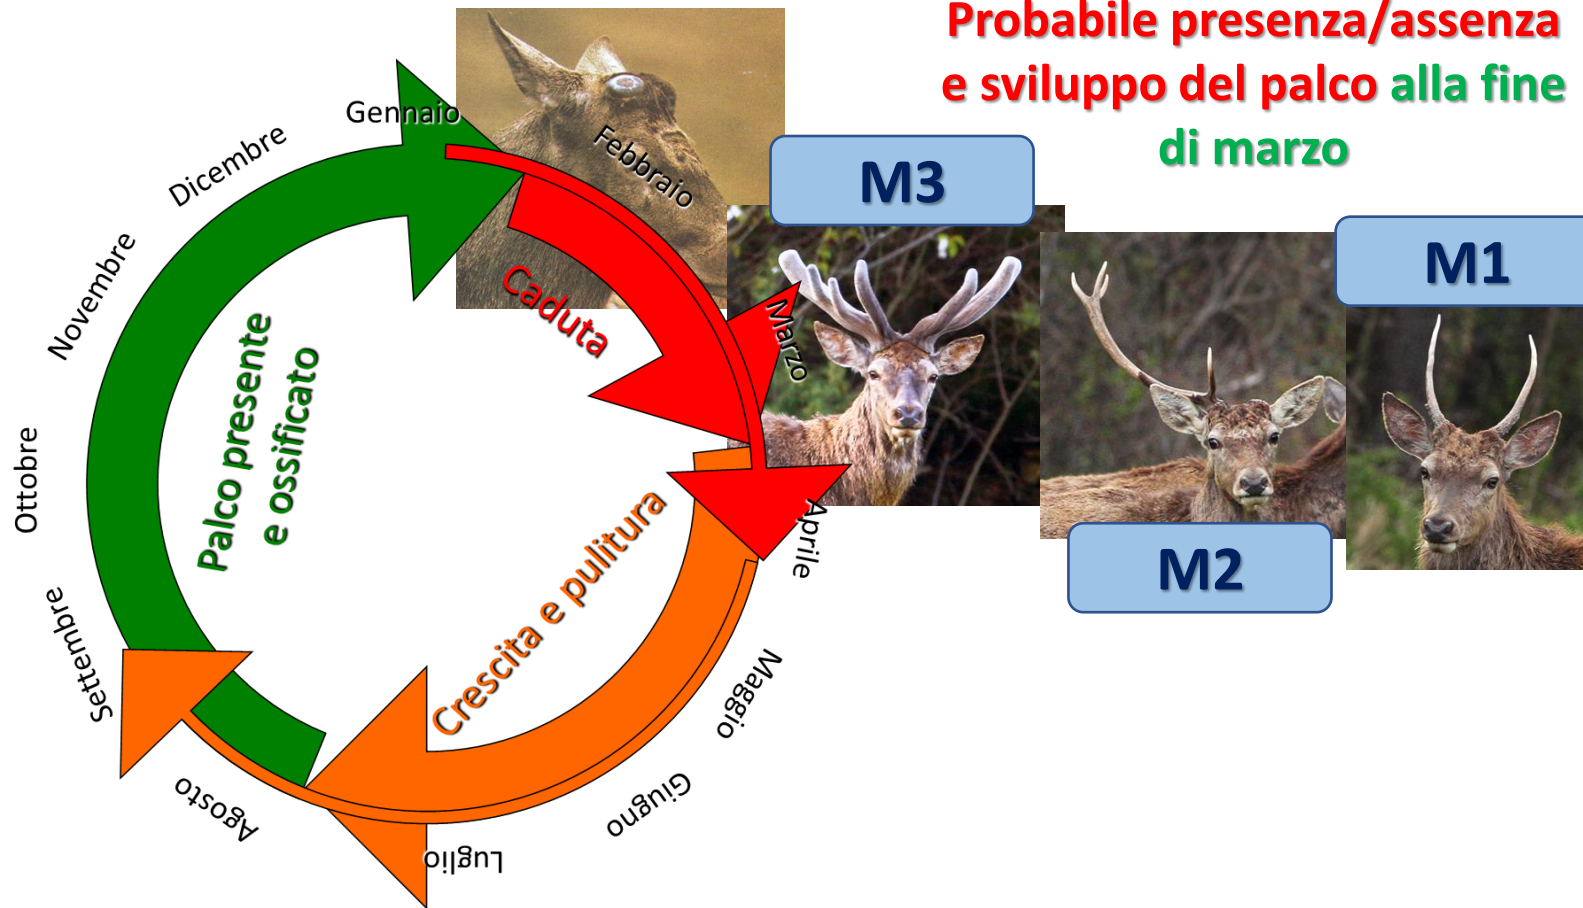 Probabile presenza/assenza
e sviluppo del palco alla fine
di marzo
M3
M1
M2
Gennaio
Febbraio
Marzo
Aprile
Maggio
Giugno
Luglio
Agosto
Settembre
Ottobre
Novembre
Dicembre
Caduta
Crescita e pulitura
Palco presente
e ossificato